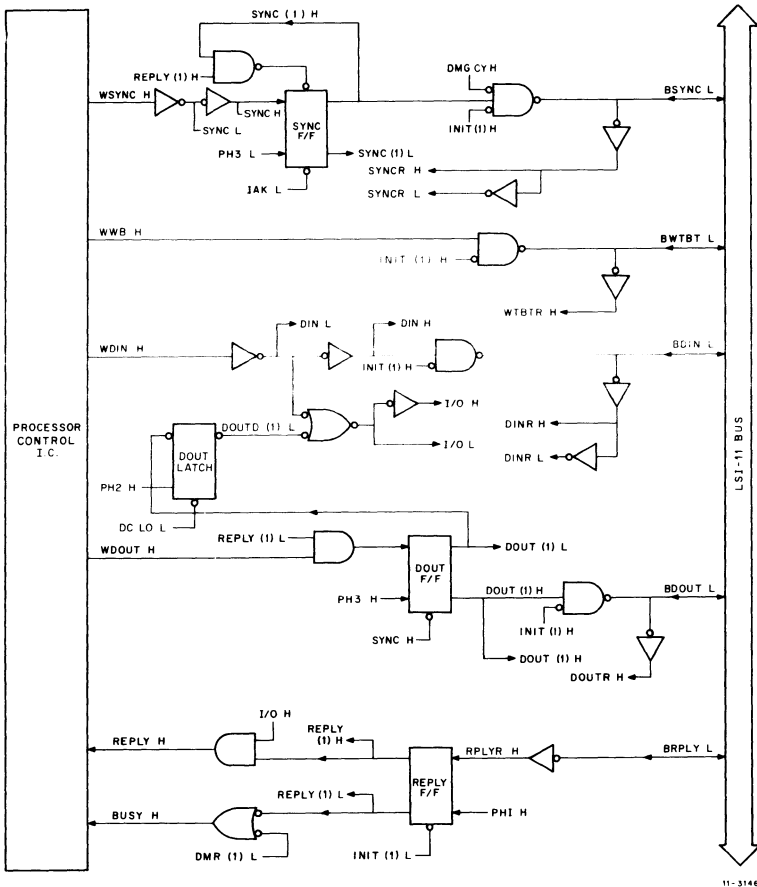 SYNC (1) H
REPLY (1) H
DMG CY H
WSYNC H
BSYNC L
SYNC H
SYNC L
SYNC
F/F
INIT (1) H
PH3 L
SYNC (1) L
SYNCR H
IAK L
SYNCR L
WWB H
BWTBT L
INIT (1) H
WTBTR H
DIN L
DIN H
WDIN H
BDIN L
INIT (1) H
I/O H
PROCESSOR
CONTROL
I.C.
DOUTD (1) L
DINR H
DOUT
LATCH
I/O L
DINR L
LSI-11 BUS
PH2 H
DC LO L
REPLY (1) L
WDOUT H
DOUT (1) L
DOUT
F/F
DOUT (1) H
BDOUT L
PH3 H
INIT (1) H
SYNC H
DOUT (1) H
DOUTR H
I/O H
REPLY
(1) H
REPLY H
RPLYR H
BRPLY L
REPLY
F/F
REPLY (1) L
BUSY H
PH1 H
DMR (1) L
INIT (1) L
11-3146